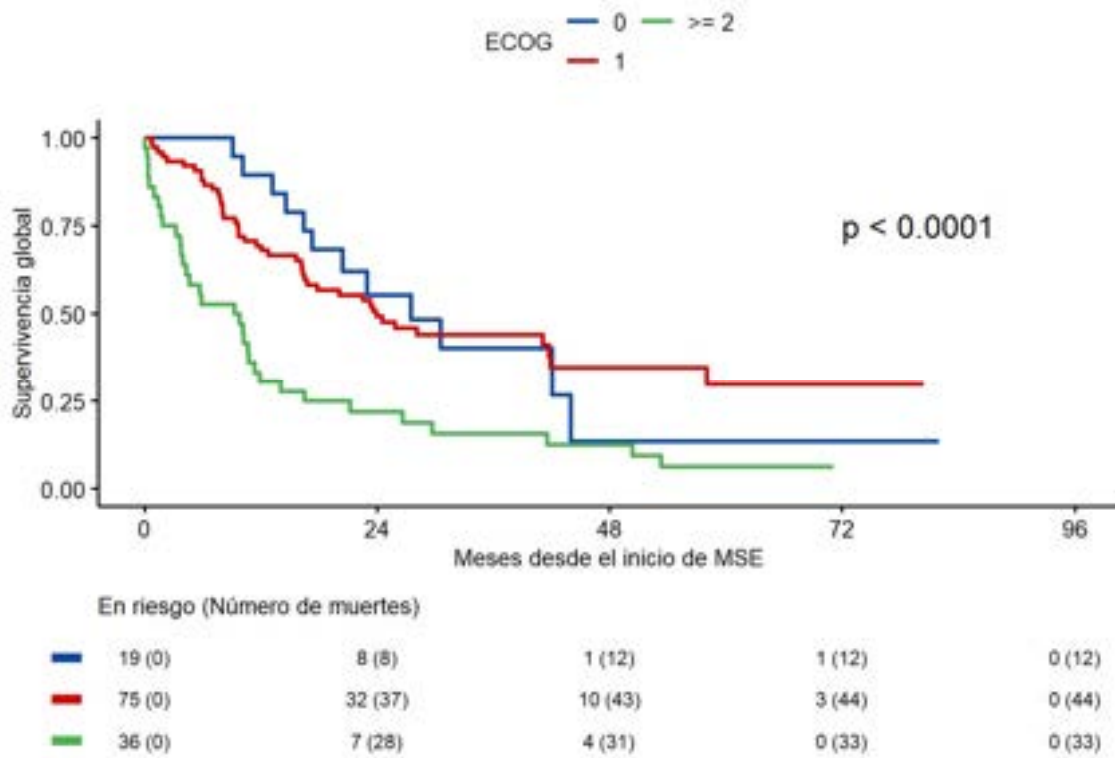 ECOG 0 >= 2
1
1.00
0.75
0.50
0.25
0.00
Supervivencia global
p < 0.0001
0 24 48 72 96
Meses desde el inicio de MSE
En riesgo (Número de muertes)
19 (0) 8 (8) 1 (12) 1 (12) 0 (12)
75 (0) 32 (37) 10 (43) 3 (44) 0 (44)
36 (0) 7 (28) 4 (31) 0 (33) 0 (33)